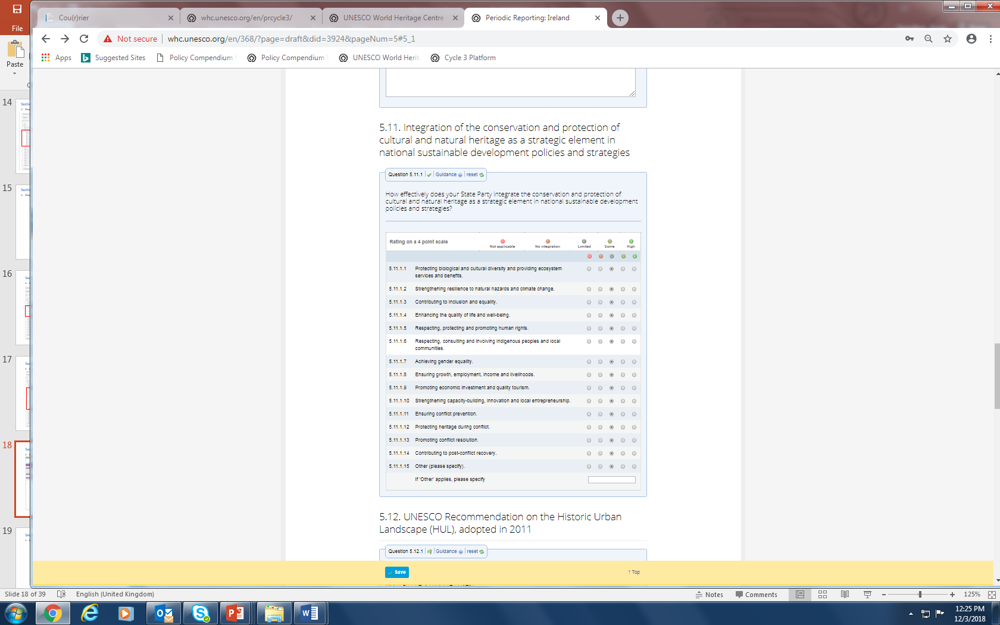 File
Paste
Cou(r)rier
whc.unesco.org/en/prcycle3/
UNESCO World Heritage Centre
Periodic Reporting: Ireland
Not secure
whc.unesco.org/en/368/?page=draft&did=3924&pageNum=5#5_1
Apps
Suggested Sites
Policy Compendium
Policy Compendium
UNESCO World Herit
Cycle 3 Platform
14
15
16
17
18
19
5.11. Integration of the conservation and protection of
cultural and natural heritage as a strategic element in
national sustainable development policies and strategies
Question 5.11.1 Guidance reset
How effectively does your State Party integrate the conservation and protection of
cultural and natural heritage as a strategic element in national sustainable development
policies and strategies?
Rating on a 4 point scale
Not applicable
No integration
Limited
Some
High
5.11.1.1 Protecting biological and cultural diversity and providing ecosystem
services and benefits.
5.11.1.2 Strengthening resilience to natural hazards and climate change.
5.11.1.3 Contributing to inclusion and equality.
5.11.1.4 Enhancing the quality of life and well-being.
5.11.1.5 Respecting, protecting and promoting human rights.
5.11.1.6 Respecting, consulting and involving indigenous peoples and local
communities.
5.11.1.7 Achieving gender equality.
5.11.1.8 Ensuring growth, employment, income and livelihoods.
5.11.1.9 Promoting economic investment and quality tourism.
5.11.1.10 Strengthening capacity-building, innovation and local entrepreneurship.
5.11.1.11 Ensuring conflict prevention.
5.11.1.12 Protecting heritage during conflict.
5.11.1.13 Promoting conflict resolution.
5.11.1.14 Contributing to post-conflict recovery.
5.11.1.15 Other (please specify).
If 'Other' applies, please specify
5.12. UNESCO Recommendation on the Historic Urban
Landscape (HUL), adopted in 2011
Question 5.12.1 Guidance reset
Save
↑ Top
Slide 18 of 39
English (United Kingdom)
Notes
Comments
125%
12:25 PM
12/3/2018